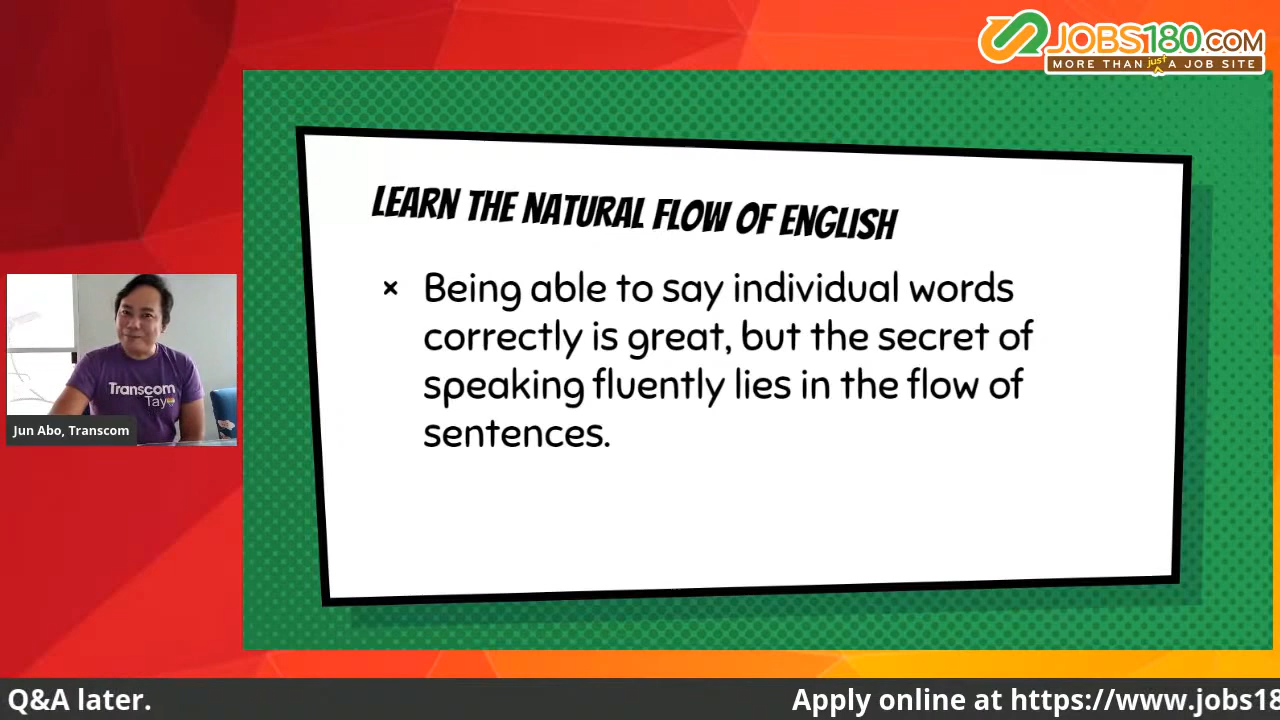 JOBS180.COM
MORE THAN just A JOB SITE
LEARN THE NATURAL FLOW OF ENGLISH
× Being able to say individual words
correctly is great, but the secret of
speaking fluently lies in the flow of
sentences.
Transcom
Tayo
Jun Abo, Transcom
Q&A later.
Apply online at https://www.jobs18